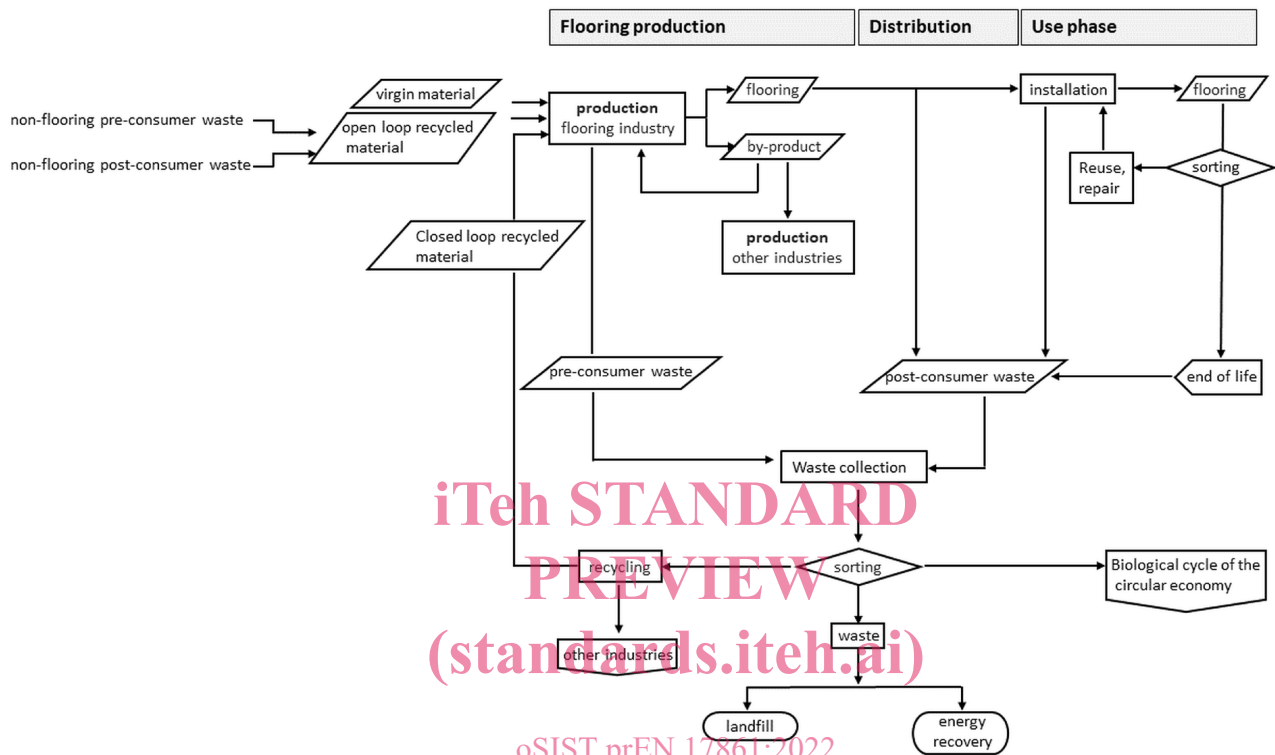 Flooring production
Distribution
Use phase
virgin material
non-flooring pre-consumer waste
open loop recycled
material
non-flooring post-consumer waste
production
flooring industry
flooring
by-product
installation
flooring
Reuse,
repair
sorting
Closed loop recycled
material
production
other industries
pre-consumer waste
post-consumer waste
end of life
Waste collection
iTeh STANDARD
PREVIEW
(standards.iteh.ai)
recycling
sorting
Biological cycle of the
circular economy
other industries
waste
landfill
energy
recovery
oSIST prEN 17861:2022